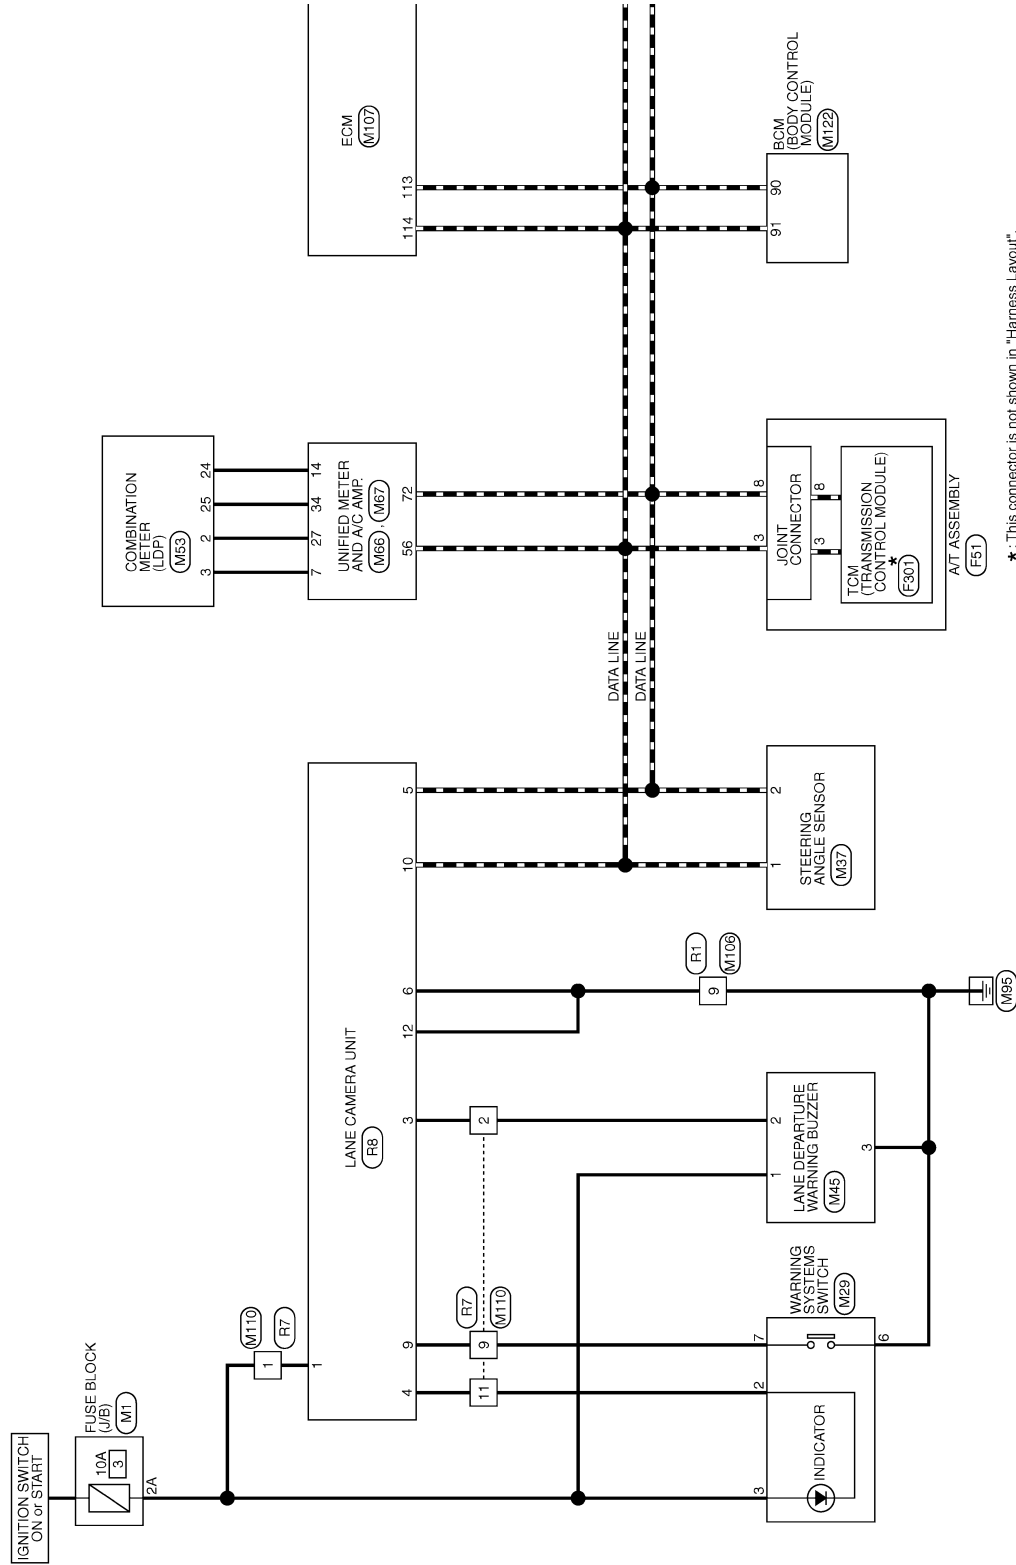 IGNITION SWITCH
ON or START
FUSE BLOCK
(J/B)
M1
10A
3
2A
M110
R7
1
1
COMBINATION
METER
(LDP)
M53
3 2 25 24
7 27 34 14
UNIFIED METER
AND A/C AMP.
M66 , M67
56 72
ECM
M107
114 113
LANE CAMERA UNIT
R8
4 9 3 12 6 10 5
R7
M110
11 9 2
DATA LINE
DATA LINE
R1
M106
9
3 2 7
INDICATOR
WARNING
SYSTEMS
SWITCH
M29
6
1 2
LANE DEPARTURE
WARNING BUZZER
M45
3
1 2
STEERING
ANGLE SENSOR
M37
3 8
JOINT
CONNECTOR
3 8
TCM
(TRANSMISSION
CONTROL MODULE)
*
F301
A/T ASSEMBLY
F51
91 90
BCM
(BODY CONTROL
MODULE)
M122
M95
* : This connector is not shown in "Harness Layout".